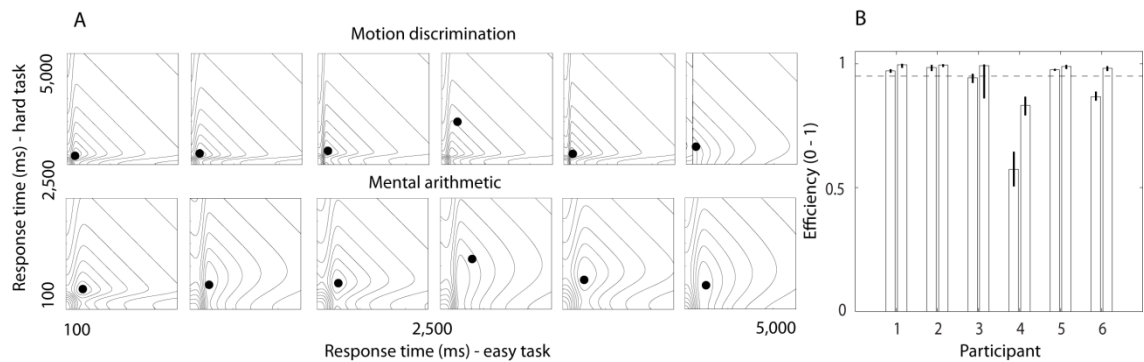 A
Motion discrimination
Response time (ms) - hard task
5,000
2,500
100
Mental arithmetic
100
2,500
5,000
Response time (ms) - easy task
B
Efficiency (0 - 1)
1
0.5
0
1 2 3 4 5 6
Participant